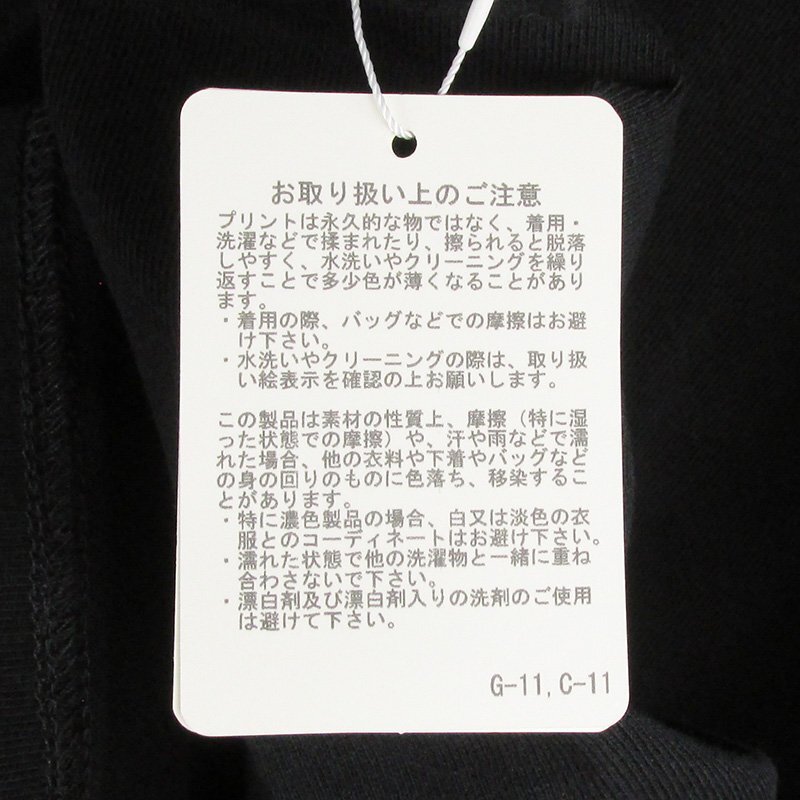 お取り扱い上のご注意
プリントは永久的な物ではなく、着用・
洗濯などで揉まれたり、擦られると脱落
しやすく、水洗いやクリーニングを繰り
返すことで多少色が薄くなることがあり
ます。
・着用の際、バッグなどでの摩擦はお避
け下さい。
・水洗いやクリーニングの際は、取り扱
い絵表示を確認の上お願いします。
この製品は素材の性質上、摩擦（特に湿
った状態での摩擦）や、汗や雨などで濡
れた場合、他の衣料や下着やバッグなど
の身の回りのものに色落ち、移染するこ
とがあります。
・特に濃色製品の場合、白又は淡色の衣
服とのコーディネートはお避け下さい。
・濡れた状態で他の洗濯物と一緒に重ね
合わさないで下さい。
・漂白剤及び漂白剤入りの洗剤のご使用
は避けて下さい。
G-11,C-11